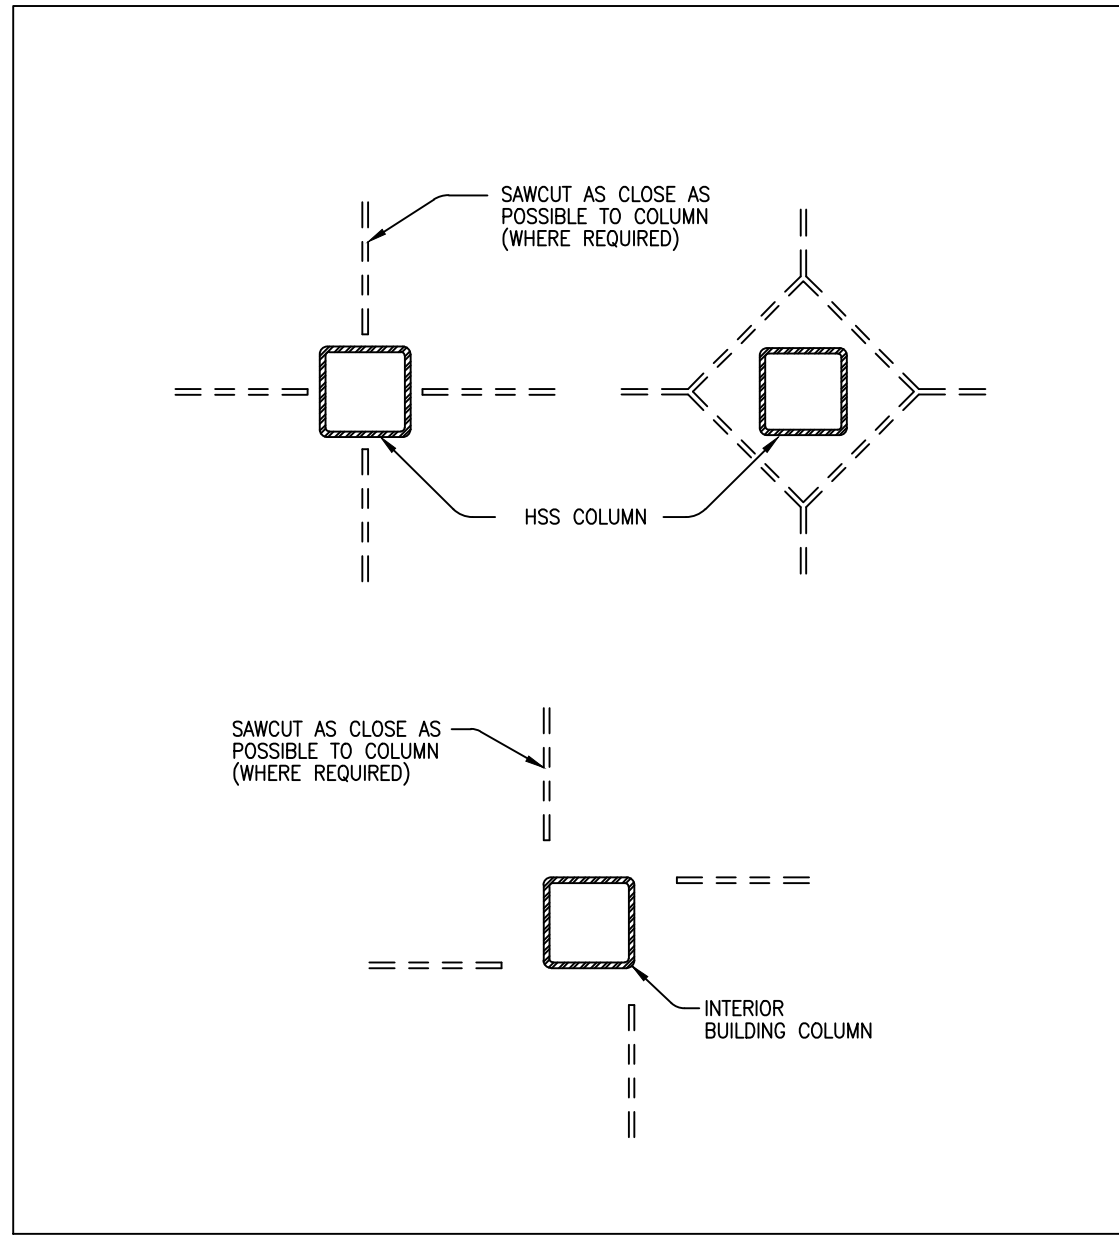 SAWCUT AS CLOSE AS
POSSIBLE TO COLUMN
(WHERE REQUIRED)
HSS COLUMN
SAWCUT AS CLOSE AS
POSSIBLE TO COLUMN
(WHERE REQUIRED)
INTERIOR
BUILDING COLUMN